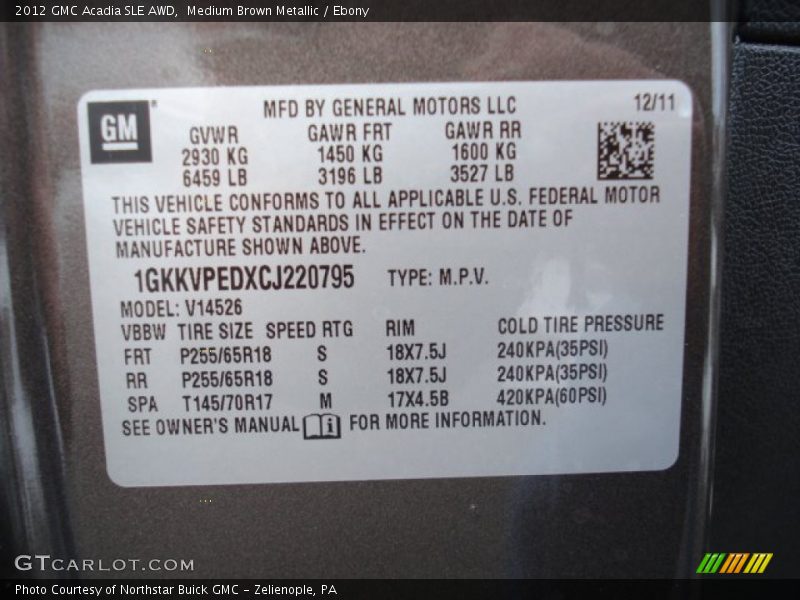 2012 GMC Acadia SLE AWD,  Medium Brown Metallic / Ebony
GM
MFD BY GENERAL MOTORS LLC 12/11
GVWR GAWR FRT GAWR RR
2930 KG 1450 KG 1600 KG
6459 LB 3196 LB 3527 LB
THIS VEHICLE CONFORMS TO ALL APPLICABLE U.S. FEDERAL MOTOR
VEHICLE SAFETY STANDARDS IN EFFECT ON THE DATE OF
MANUFACTURE SHOWN ABOVE.
1GKKVPEDXCJ220795 TYPE: M.P.V.
MODEL: V14526
VBBW TIRE SIZE SPEED RTG RIM COLD TIRE PRESSURE
FRT P255/65R18 S 18X7.5J 240KPA(35PSI)
RR P255/65R18 S 18X7.5J 240KPA(35PSI)
SPA T145/70R17 M 17X4.5B 420KPA(60PSI)
SEE OWNER'S MANUAL FOR MORE INFORMATION.
GTCARLOT.COM
Photo Courtesy of Northstar Buick GMC - Zelienople, PA